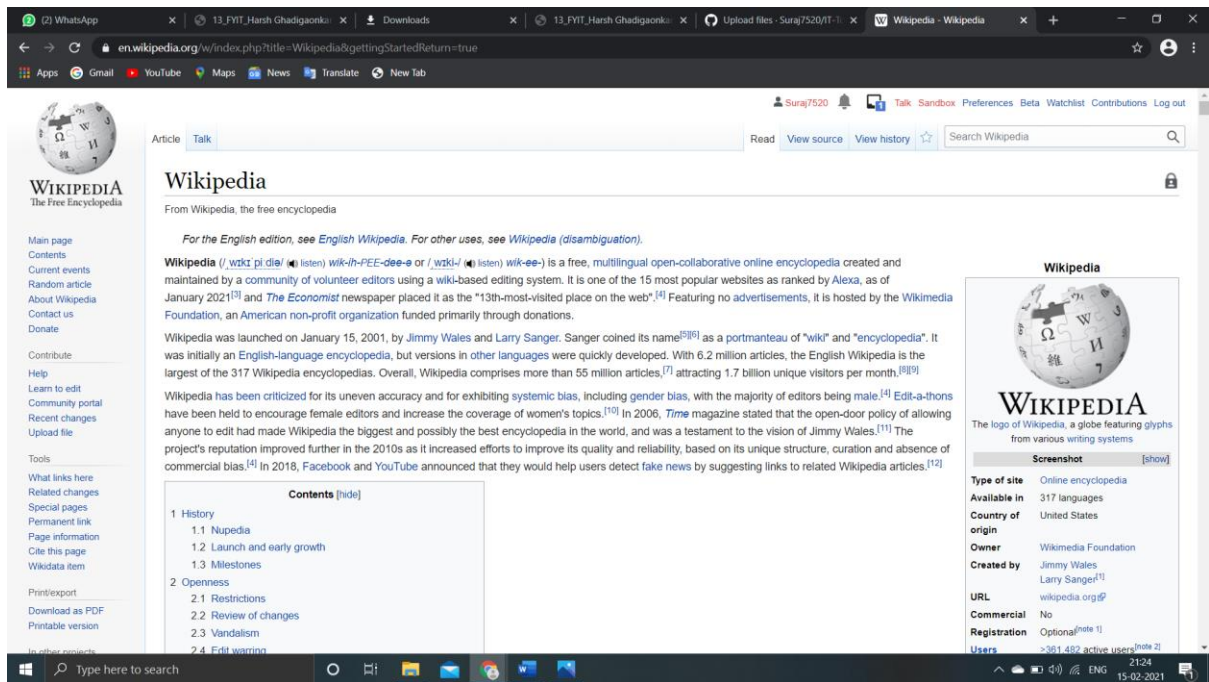 (2) WhatsApp
13_FYIT_Harsh Ghadigaonka
Downloads
13_FYIT_Harsh Ghadigaonka
Upload files · Suraj7520/IT-T
Wikipedia - Wikipedia
en.wikipedia.org/w/index.php?title=Wikipedia&gettingStartedReturn=true
Apps Gmail YouTube Maps News Translate New Tab
Suraj7520 1 Talk Sandbox Preferences Beta Watchlist Contributions Log out
Article Talk
Read View source View history Search Wikipedia
WIKIPEDIA
The Free Encyclopedia
Main page
Contents
Current events
Random article
About Wikipedia
Contact us
Donate
Contribute
Help
Learn to edit
Community portal
Recent changes
Upload file
Tools
What links here
Related changes
Special pages
Permanent link
Page information
Cite this page
Wikidata item
Print/export
Download as PDF
Printable version
In other projects
Wikipedia
From Wikipedia, the free encyclopedia
For the English edition, see English Wikipedia. For other uses, see Wikipedia (disambiguation).
Wikipedia (/ˌwɪkɪˈpiːdiə/ (listen) wik-ih-PEE-dee-ə or /ˌwɪki-/ (listen) wik-ee-) is a free, multilingual open-collaborative online encyclopedia created and
maintained by a community of volunteer editors using a wiki-based editing system. It is one of the 15 most popular websites as ranked by Alexa, as of
January 2021[3] and The Economist newspaper placed it as the "13th-most-visited place on the web".[4] Featuring no advertisements, it is hosted by the Wikimedia
Foundation, an American non-profit organization funded primarily through donations.
Wikipedia was launched on January 15, 2001, by Jimmy Wales and Larry Sanger. Sanger coined its name[5][6] as a portmanteau of "wiki" and "encyclopedia". It
was initially an English-language encyclopedia, but versions in other languages were quickly developed. With 6.2 million articles, the English Wikipedia is the
largest of the 317 Wikipedia encyclopedias. Overall, Wikipedia comprises more than 55 million articles,[7] attracting 1.7 billion unique visitors per month.[8][9]
Wikipedia has been criticized for its uneven accuracy and for exhibiting systemic bias, including gender bias, with the majority of editors being male.[4] Edit-a-thons
have been held to encourage female editors and increase the coverage of women's topics.[10] In 2006, Time magazine stated that the open-door policy of allowing
anyone to edit had made Wikipedia the biggest and possibly the best encyclopedia in the world, and was a testament to the vision of Jimmy Wales.[11] The
project's reputation improved further in the 2010s as it increased efforts to improve its quality and reliability, based on its unique structure, curation and absence of
commercial bias.[4] In 2018, Facebook and YouTube announced that they would help users detect fake news by suggesting links to related Wikipedia articles.[12]
Contents [hide]
1 History
1.1 Nupedia
1.2 Launch and early growth
1.3 Milestones
2 Openness
2.1 Restrictions
2.2 Review of changes
2.3 Vandalism
2.4 Edit warring
Wikipedia
WIKIPEDIA
The logo of Wikipedia, a globe featuring glyphs
from various writing systems
Screenshot [show]
Type of site Online encyclopedia
Available in 317 languages
Country of United States
origin
Owner Wikimedia Foundation
Created by Jimmy Wales
Larry Sanger[1]
URL wikipedia.org
Commercial No
Registration Optional[note 1]
Users >361,482 active users[note 2]
Type here to search
ENG
21:24
15-02-2021